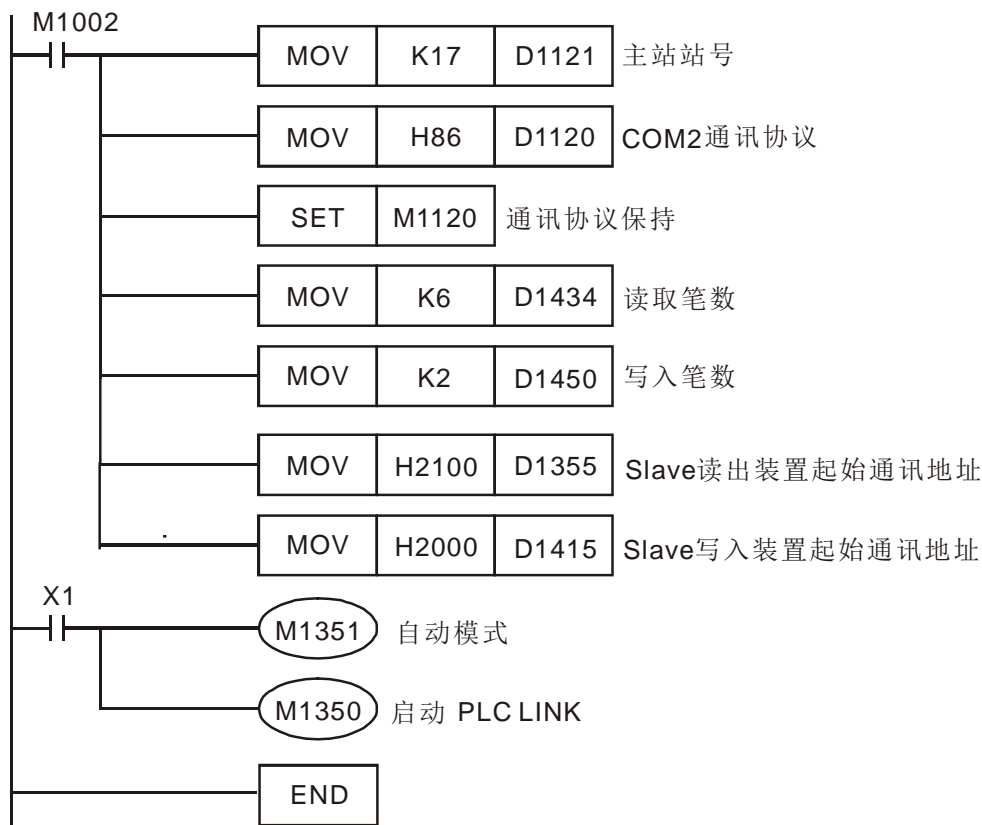 M1002
MOV K17 D1121 主站站号
MOV H86 D1120 COM2通讯协议
SET M1120 通讯协议保持
MOV K6 D1434 读取笔数
MOV K2 D1450 写入笔数
MOV H2100 D1355 Slave读出装置起始通讯地址
MOV H2000 D1415 Slave写入装置起始通讯地址
X1
M1351 自动模式
M1350 启动 PLC LINK
END